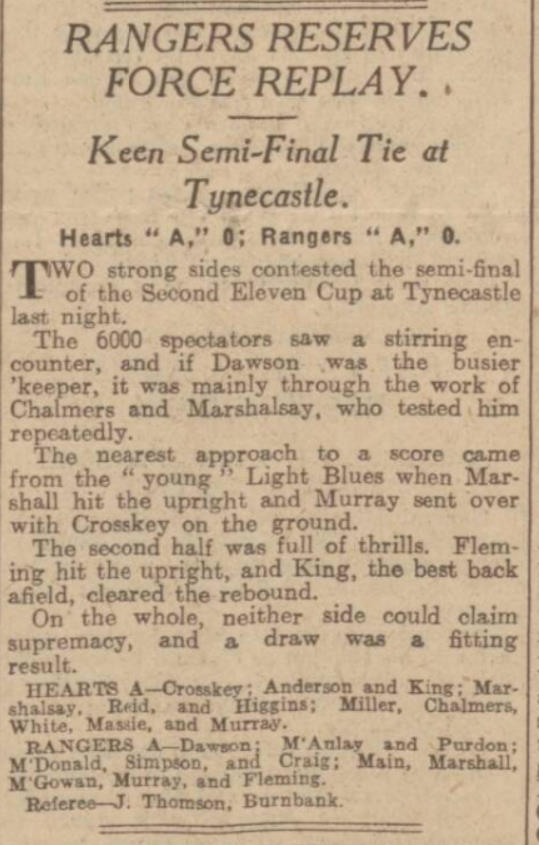 RANGERS RESERVES
FORCE REPLAY.
Keen Semi-Final Tie at
Tynecastle.
Hearts " A," 0; Rangers " A," 0.
TWO strong sides contested the semi-final
of the Second Eleven Cup at Tynecastle
last night.
The 6000 spectators saw a stirring en-
counter, and if Dawson was the busier
'keeper, it was mainly through the work of
Chalmers and Marshalsay, who tested him
repeatedly.
The nearest approach to a score came
from the " young " Light Blues when Mar-
shall hit the upright and Murray sent over
with Crosskey on the ground.
The second half was full of thrills. Flem-
ing hit the upright, and King, the best back
afield, cleared the rebound.
On the whole, neither side could claim
supremacy, and a draw was a fitting
result.
HEARTS A—Crosskey; Anderson and King; Mar-
shalsay, Reid, and Higgins; Miller, Chalmers,
White, Massie, and Murray.
RANGERS A—Dawson; M'Aulay and Purdon;
M'Donald, Simpson, and Craig; Main, Marshall,
M'Gowan, Murray, and Fleming.
Referee—J. Thomson, Burnbank.